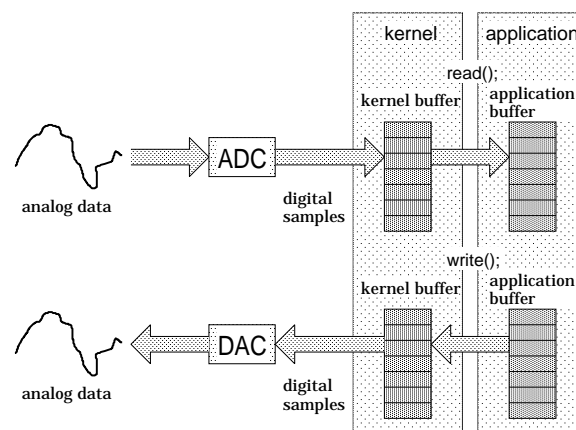 kernel
application
read();
kernel buffer
application
buffer
ADC
analog data
digital
samples
write();
kernel buffer
application
buffer
DAC
analog data
digital
samples